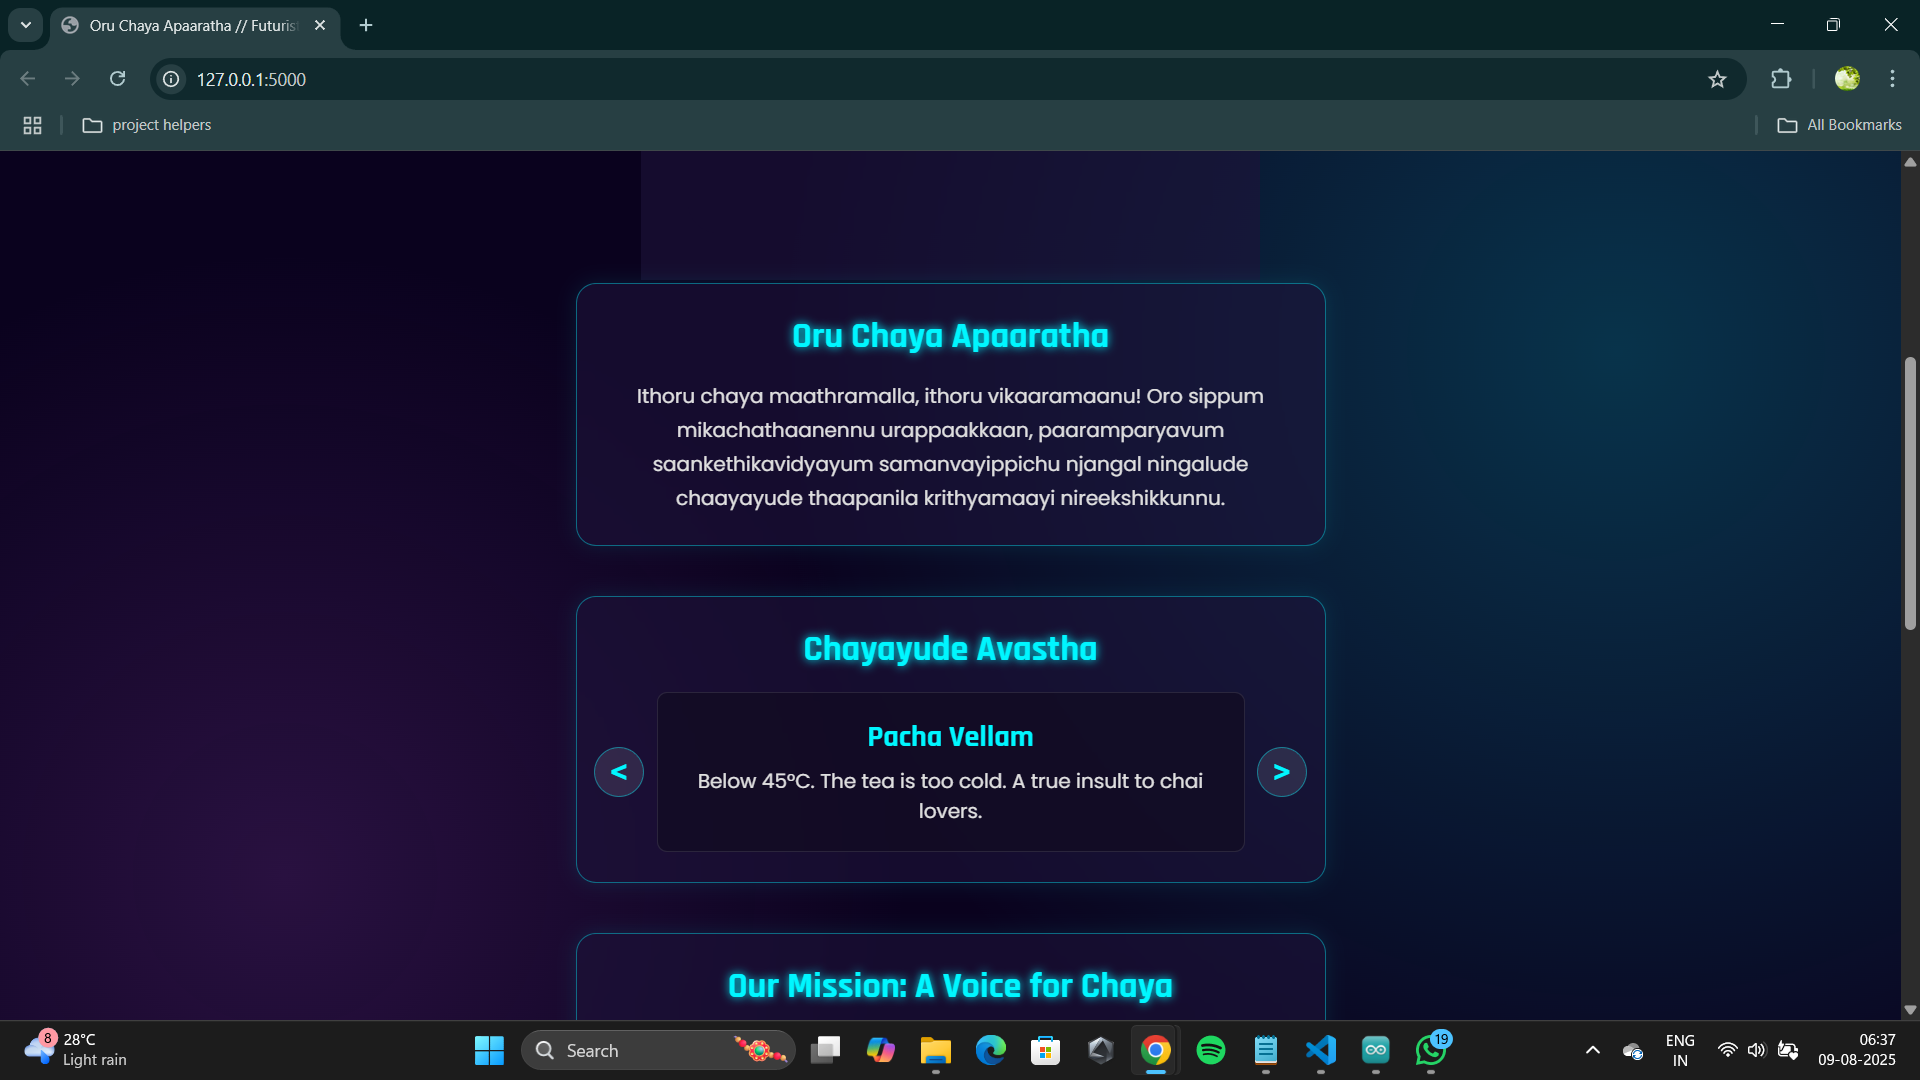 Oru Chaya Apaaratha // Futuris
127.0.0.1:5000
project helpers
All Bookmarks
Oru Chaya Apaaratha
Ithoru chaya maathramalla, ithoru vikaaramaanu! Oro sippum
mikachathaanennu urappaakkaan, paaramparyavum
saankethikavidyayum samanvayippichu njangal ningalude
chaayayude thaapanila krithyamaayi nireekshikkunnu.
Chayayude Avastha
<
Pacha Vellam
Below 45°C. The tea is too cold. A true insult to chai
lovers.
>
Our Mission: A Voice for Chaya
8
28°C
Light rain
Search
19
ENG
IN
06:37
09-08-2025